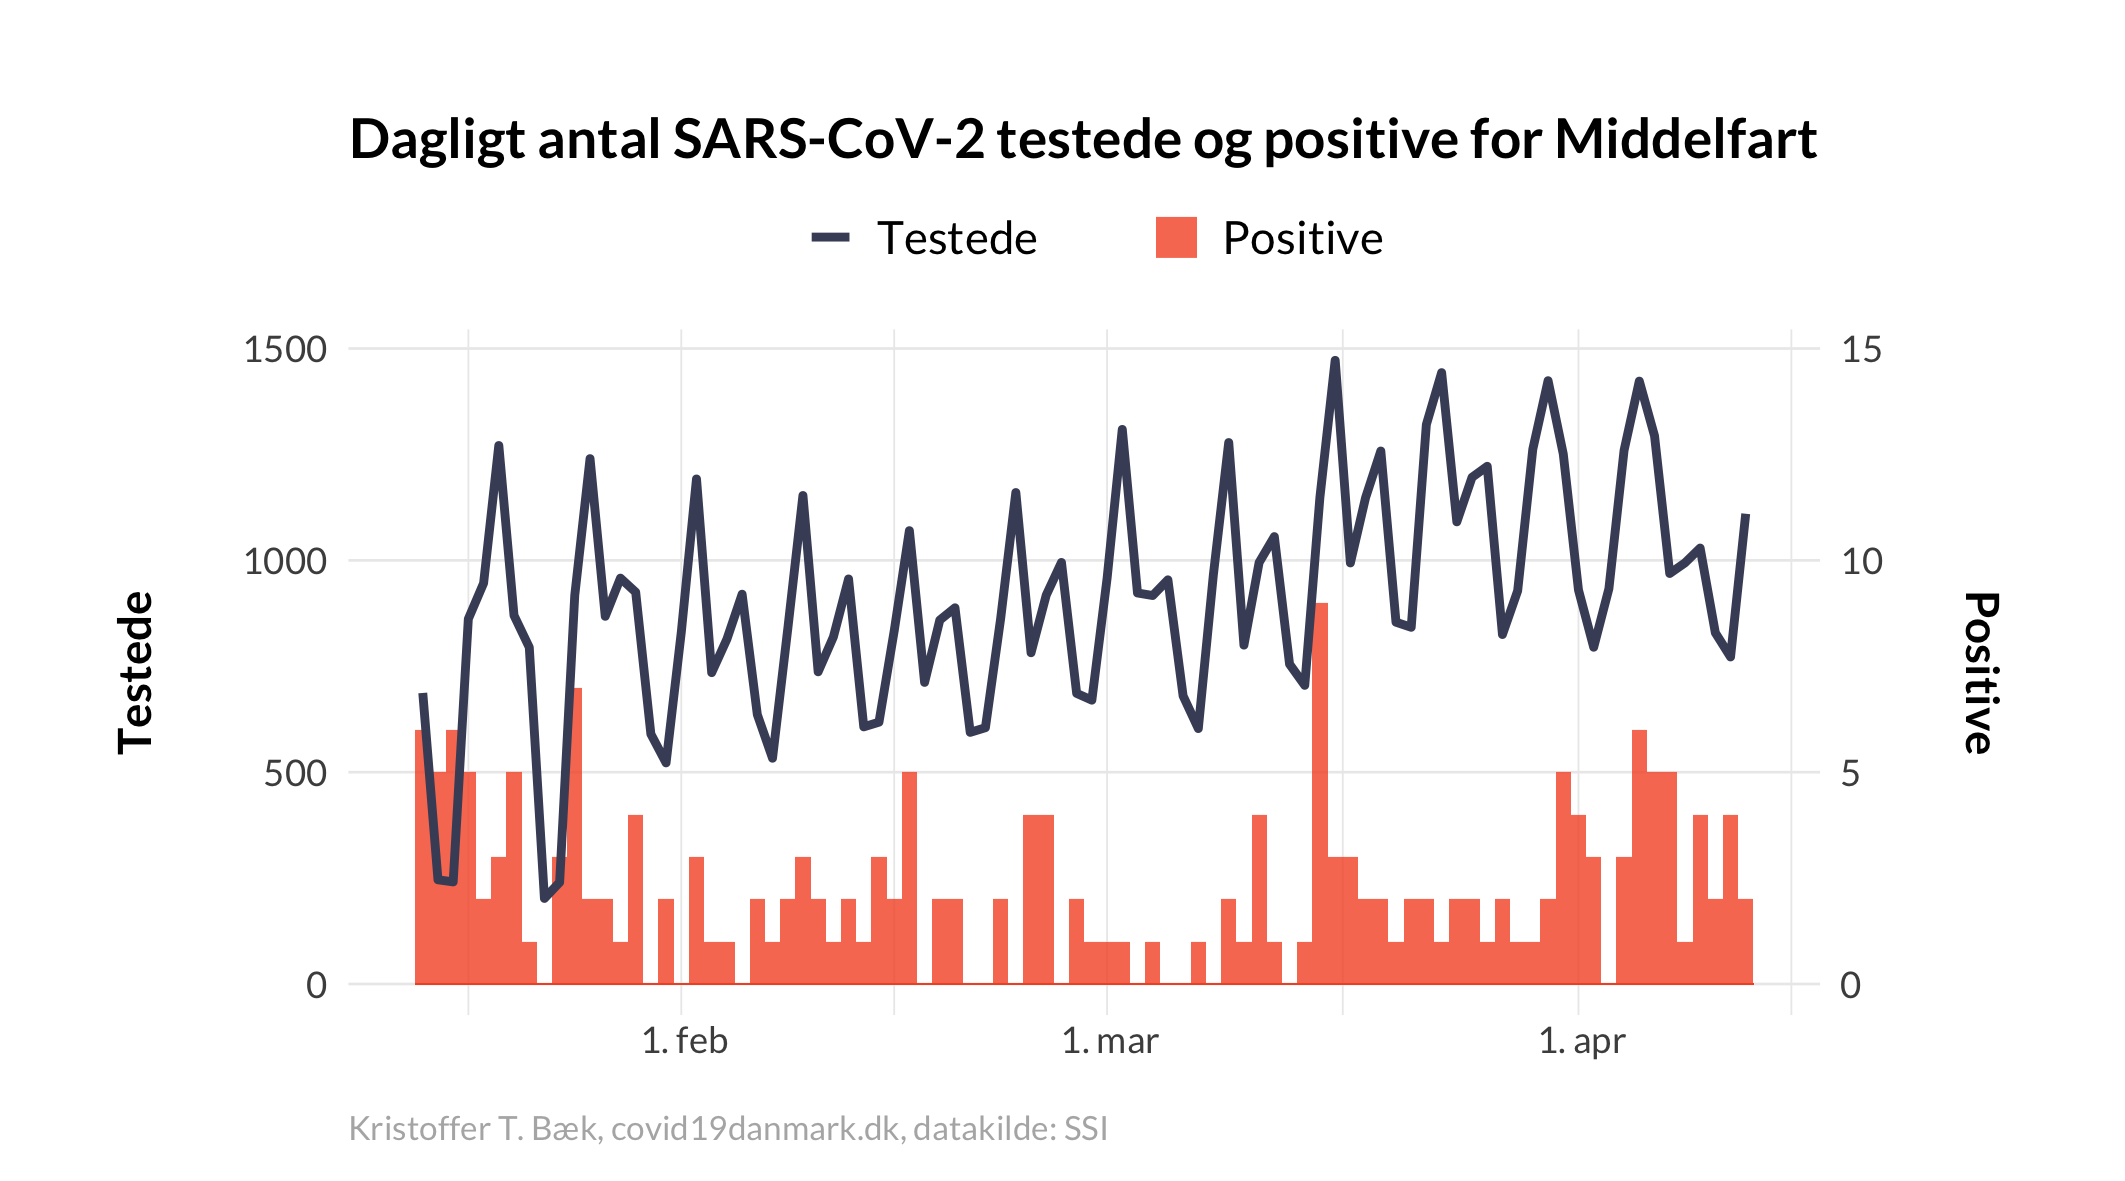 Dagligt antal SARS-CoV-2 testede og positive for Middelfart
Testede
Positive
1500
1000
500
0
15
10
5
0
Testede
Positive
1. feb
1. mar
1. apr
Kristoffer T. Bæk, covid19danmark.dk, datakilde: SSI